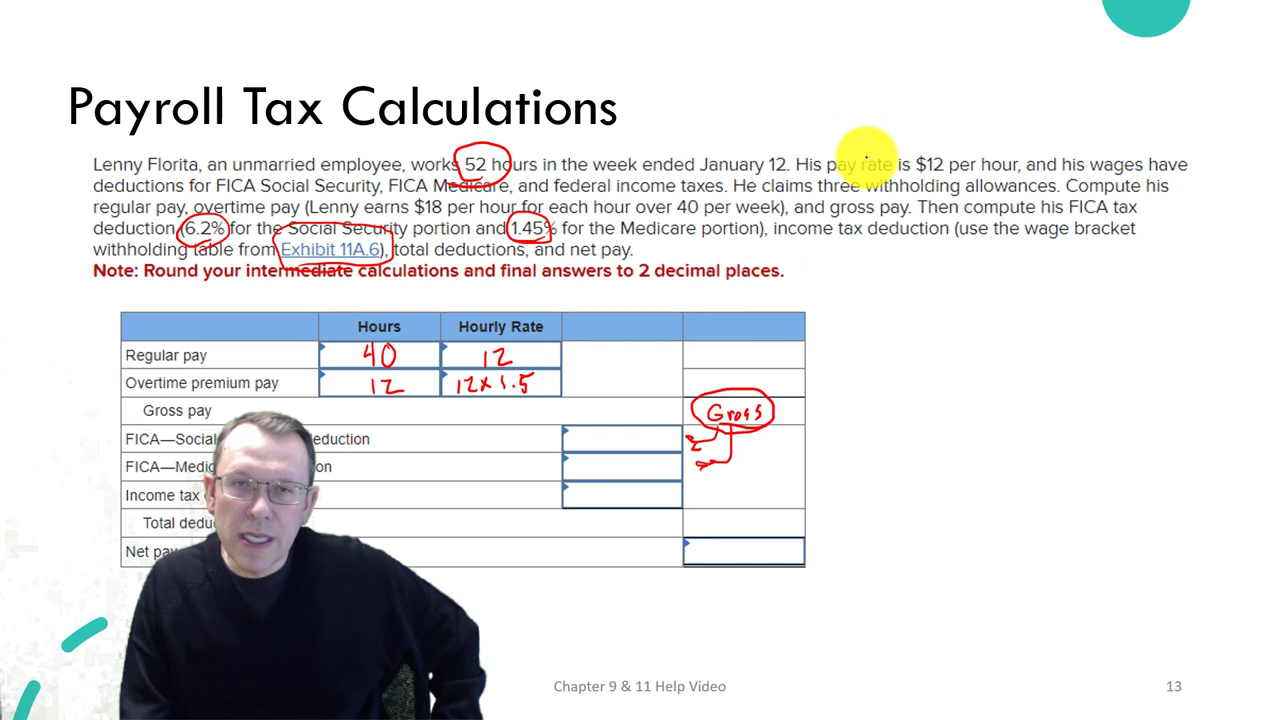 Payroll Tax Calculations
Lenny Florita, an unmarried employee, works 52 hours in the week ended January 12. His pay rate is $12 per hour, and his wages have
deductions for FICA Social Security, FICA Medicare, and federal income taxes. He claims three withholding allowances. Compute his
regular pay, overtime pay (Lenny earns $18 per hour for each hour over 40 per week), and gross pay. Then compute his FICA tax
deduction (6.2% for the Social Security portion and 1.45% for the Medicare portion), income tax deduction (use the wage bracket
withholding table from Exhibit 11A.6), total deductions, and net pay.
Note: Round your intermediate calculations and final answers to 2 decimal places.
Hours Hourly Rate
Regular pay 40 12
Overtime premium pay 12 12x1.5
Gross pay Gross
FICA—Social deduction
FICA—Medic on
Income tax
Total dedu
Net pay
Chapter 9 & 11 Help Video 13